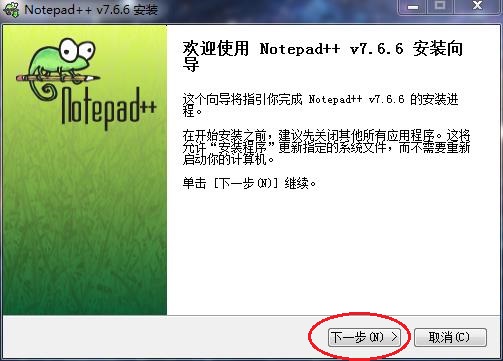 Notepad++ v7.6.6 安装
Notepad++
欢迎使用 Notepad++ v7.6.6 安装向
导
这个向导将指引你完成 Notepad++ v7.6.6 的安装进
程。
在开始安装之前，建议先关闭其他所有应用程序。这将
允许“安装程序”更新指定的系统文件，而不需要重新
启动你的计算机。
单击 [下一步(N)] 继续。
下一步(N) >
取消(C)